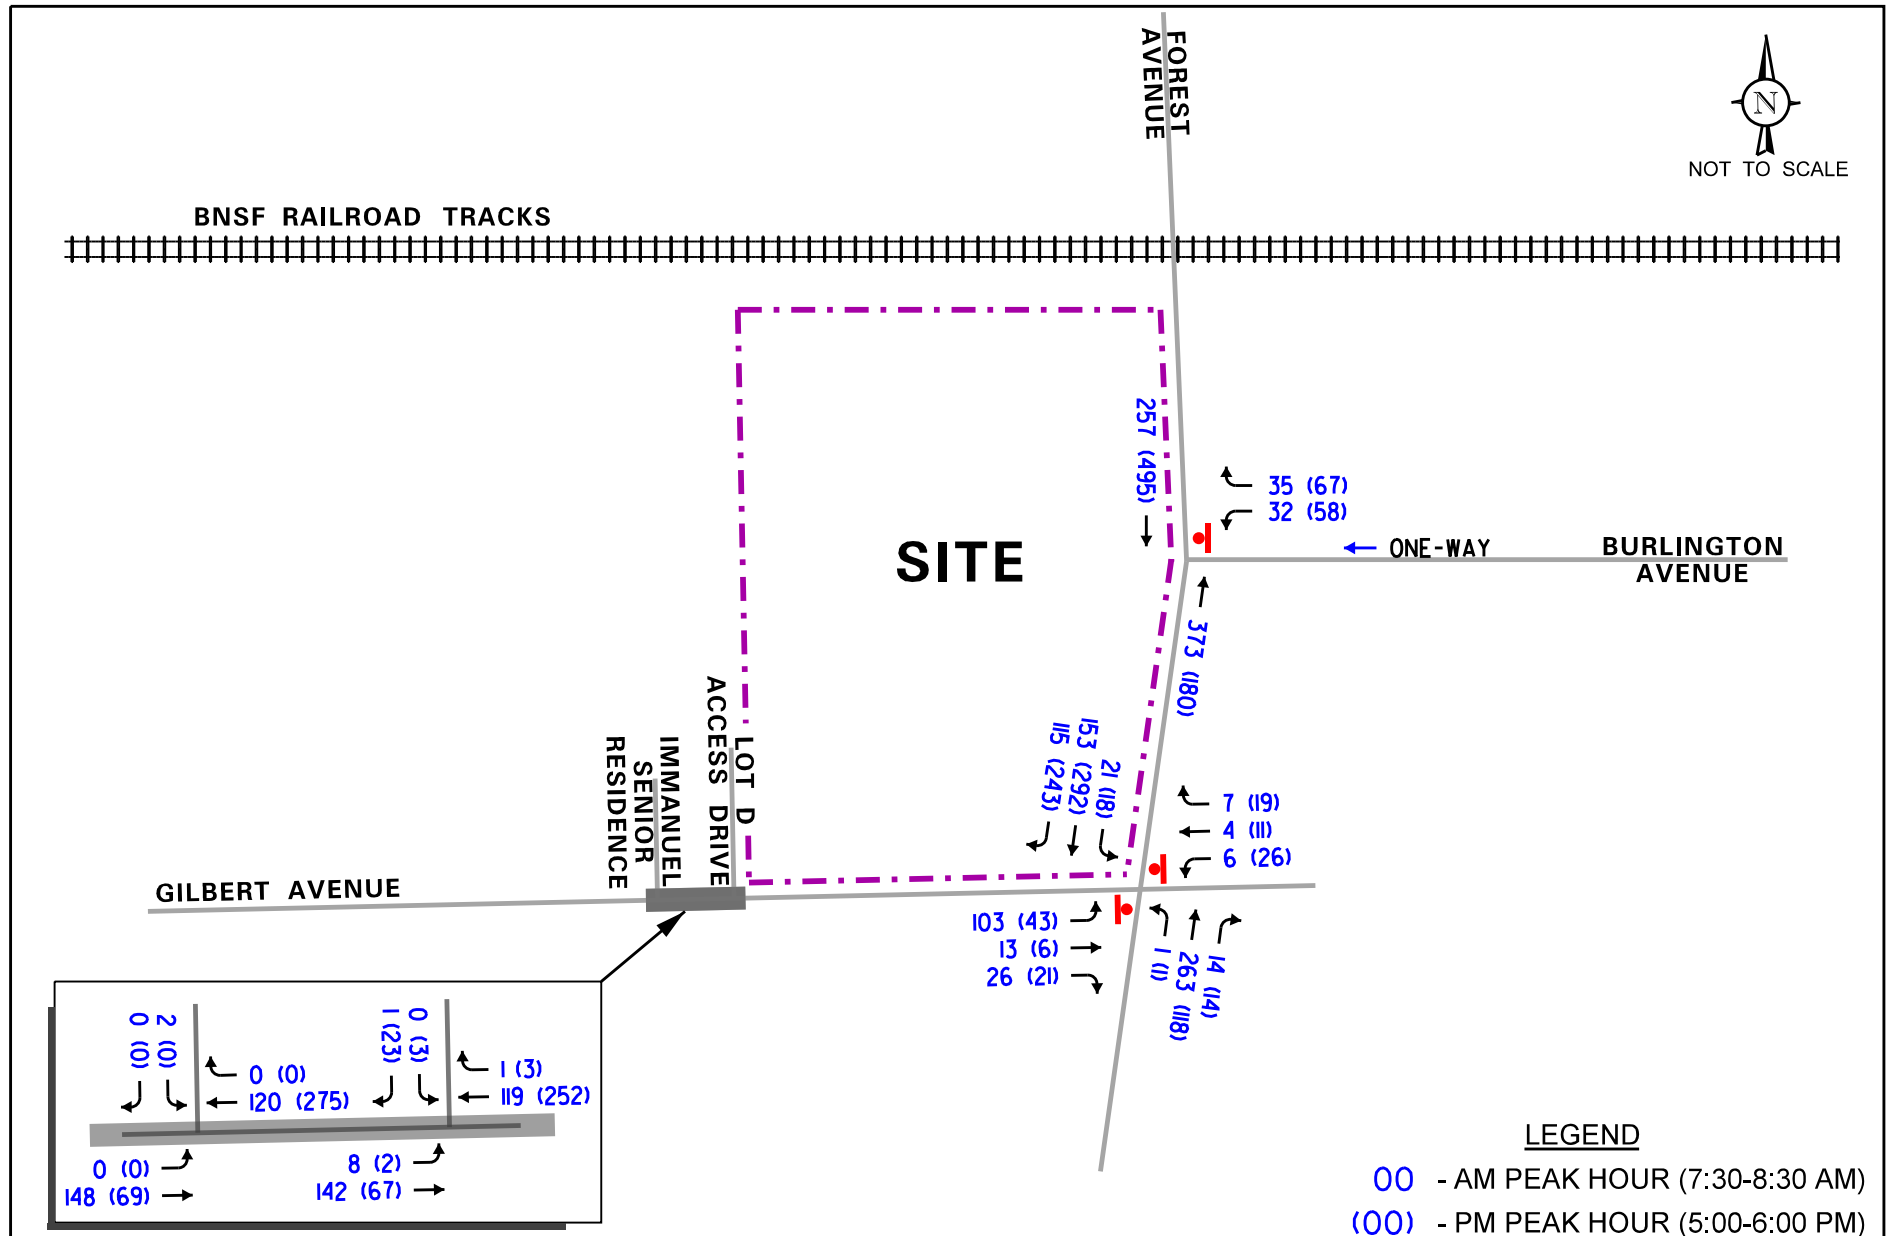 FOREST
AVENUE
N
NOT TO SCALE
BNSF RAILROAD TRACKS
257 (495)
35 (67)
32 (58)
ONE-WAY
BURLINGTON
AVENUE
SITE
373 (180)
LOT D
ACCESS DRIVE
IMMANUEL
SENIOR
RESIDENCE
115 (243)
153 (292)
21 (18)
7 (19)
4 (11)
6 (26)
GILBERT AVENUE
103 (43)
13 (6)
26 (21)
1 (1)
263 (118)
14 (14)
0 (0)
2 (0)
0 (0)
120 (275)
1 (23)
0 (3)
1 (3)
119 (252)
0 (0)
148 (69)
8 (2)
142 (67)
LEGEND
00 - AM PEAK HOUR (7:30-8:30 AM)
(00) - PM PEAK HOUR (5:00-6:00 PM)